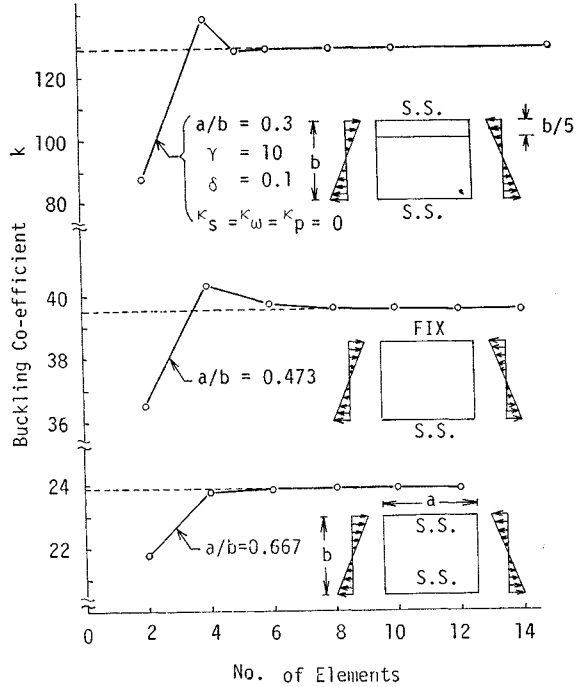 120
100
80
k
a/b = 0.3
γ = 10
δ = 0.1
κs = κω = κp = 0
b
S.S.
S.S.
b/5
Buckling Co-efficient
40
38
36
a/b = 0.473
FIX
S.S.
24
22
a/b=0.667
b
a
S.S.
S.S.
0 2 4 6 8 10 12 14
No. of Elements